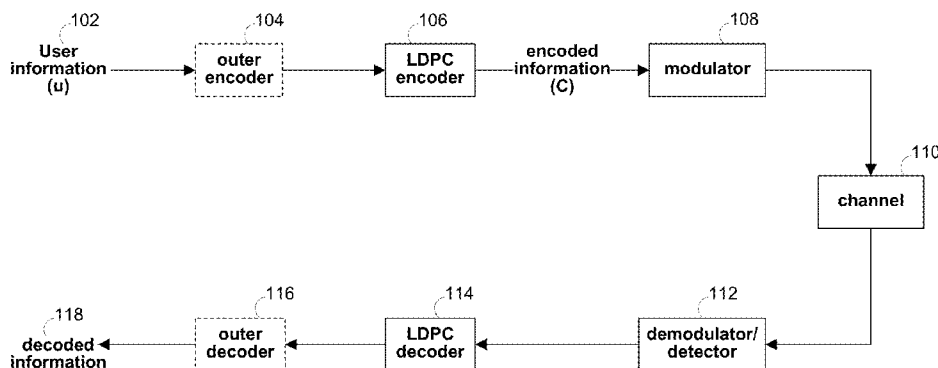 102
User
information
(u)
104
outer
encoder
106
LDPC
encoder
encoded
information
(C)
108
modulator
110
channel
112
demodulator/
detector
114
LDPC
decoder
116
outer
decoder
118
decoded
information